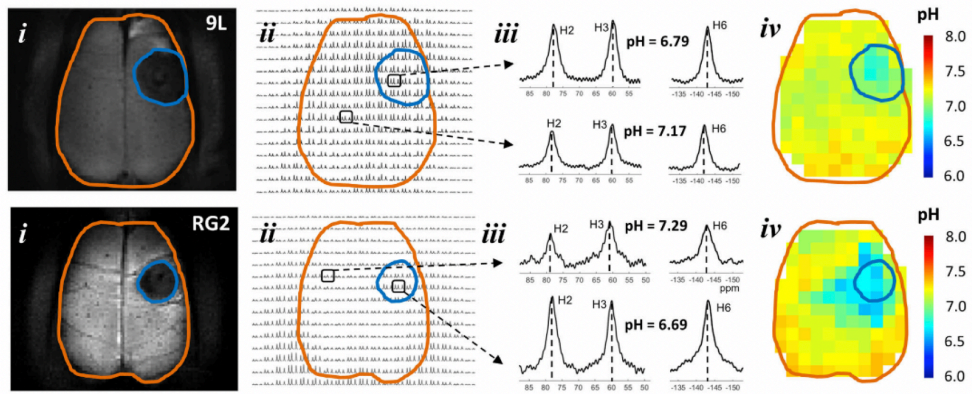 i 9L ii iii iv pH
H2 H3 H6
pH = 6.79
85 80 75 70 65 60 55 -135 -140 -145 -150
8.0
7.5
7.0
6.5
6.0
H2 H3 H6
pH = 7.17
85 80 75 70 65 60 55 -135 -140 -145 -150
i RG2 ii iii iv pH
H2 H3 H6
pH = 7.29
85 80 75 70 65 60 55 50 -135 -140 -145 -150
ppm
8.0
7.5
7.0
6.5
6.0
H2 H3 H6
pH = 6.69
85 80 75 70 65 60 55 50 -135 -140 -145 -150